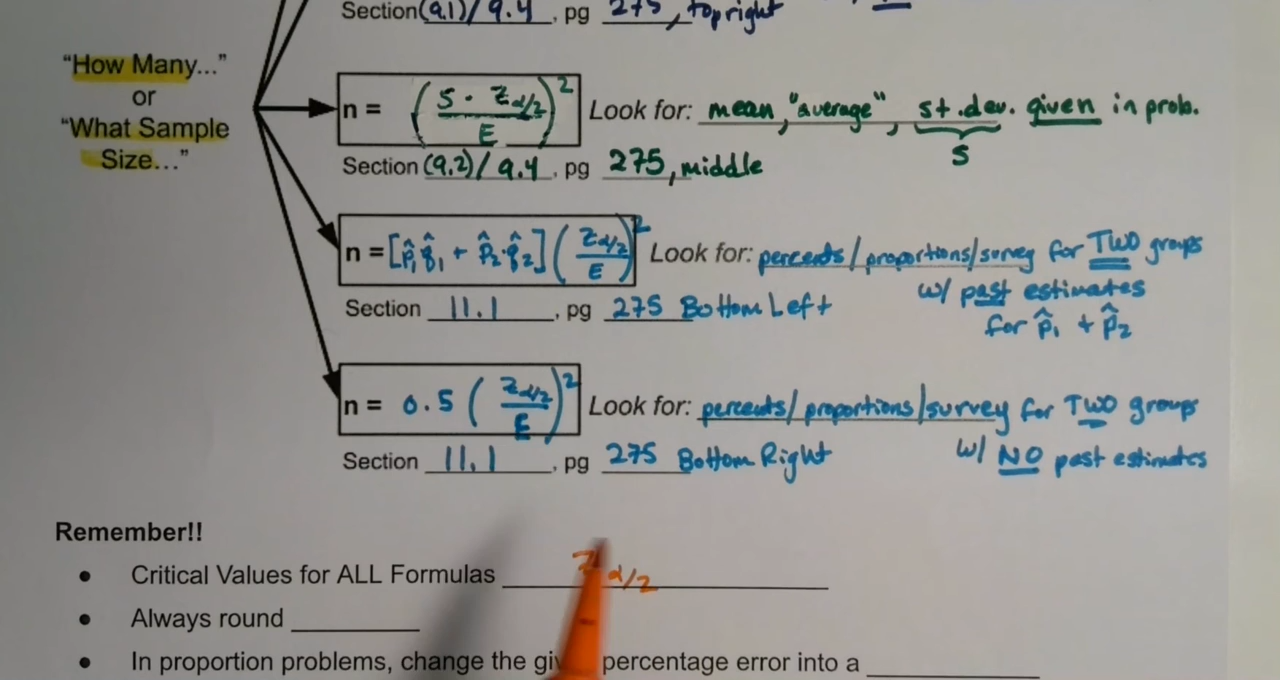 Section (9.1)/9.4, pg 275, top right
"How Many..."
or
"What Sample
Size..."
n = (S · Zα/2 / E)² Look for: mean, "average", st. dev. given in prob.
S
Section (9.2)/9.4, pg 275, middle
n = [p̂₁q̂₁ + p̂₂·q̂₂](Zα/2 / E)² Look for: percents/proportions/survey for TWO groups
w/ past estimates
Section 11.1, pg 275 Bottom Left
for p̂₁ + p̂₂
n = 0.5 (Zα/2 / E)² Look for: percents/proportions/survey for TWO groups
Section 11.1, pg 275 Bottom Right w/ NO past estimates
Remember!!
• Critical Values for ALL Formulas Zα/2
• Always round
• In proportion problems, change the percentage error into a